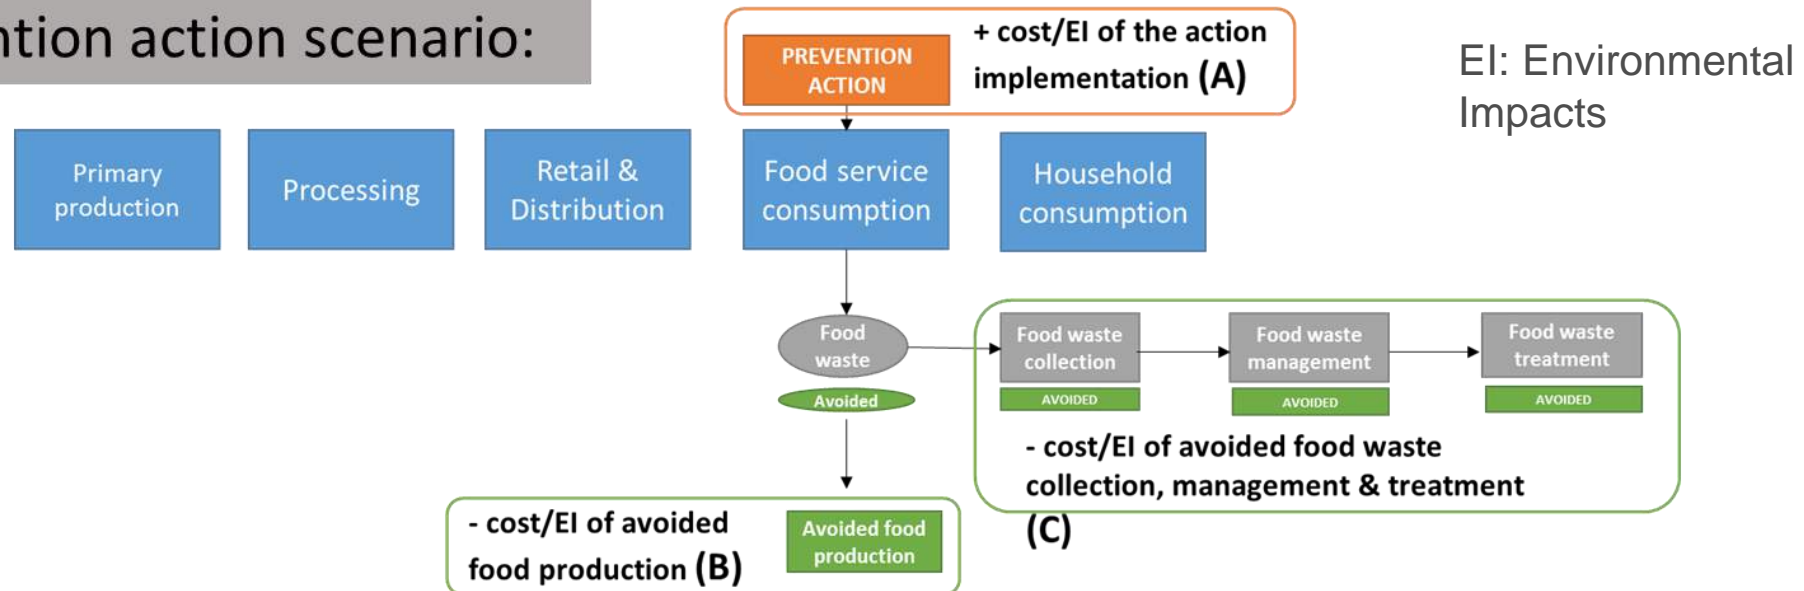 ntion action scenario:
PREVENTION
ACTION
+ cost/EI of the action
implementation (A)
EI: Environmental
Impacts
Primary
production
Processing
Retail &
Distribution
Food service
consumption
Household
consumption
Food
waste
Avoided
Food waste
collection
AVOIDED
Food waste
management
AVOIDED
Food waste
treatment
AVOIDED
- cost/EI of avoided food waste
collection, management & treatment
(C)
- cost/EI of avoided
food production (B)
Avoided food
production